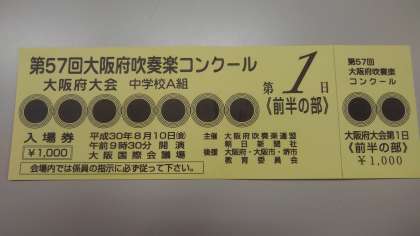 第57回大阪府吹奏楽コンクール
大阪府大会 中学校A組
第1日
《前半の部》
入場券
¥1,000
平成30年8月10日(金)
午前9時30分 開演
大阪国際会議場
主催 大阪府吹奏楽連盟
朝日新聞社
後援 大阪府・大阪市・堺市
教育委員会
会場内では係員の指示に必ず従って下さい。
第57回
大阪府吹奏楽
コンクール
大阪府大会第1日
《前半の部》
¥1,000